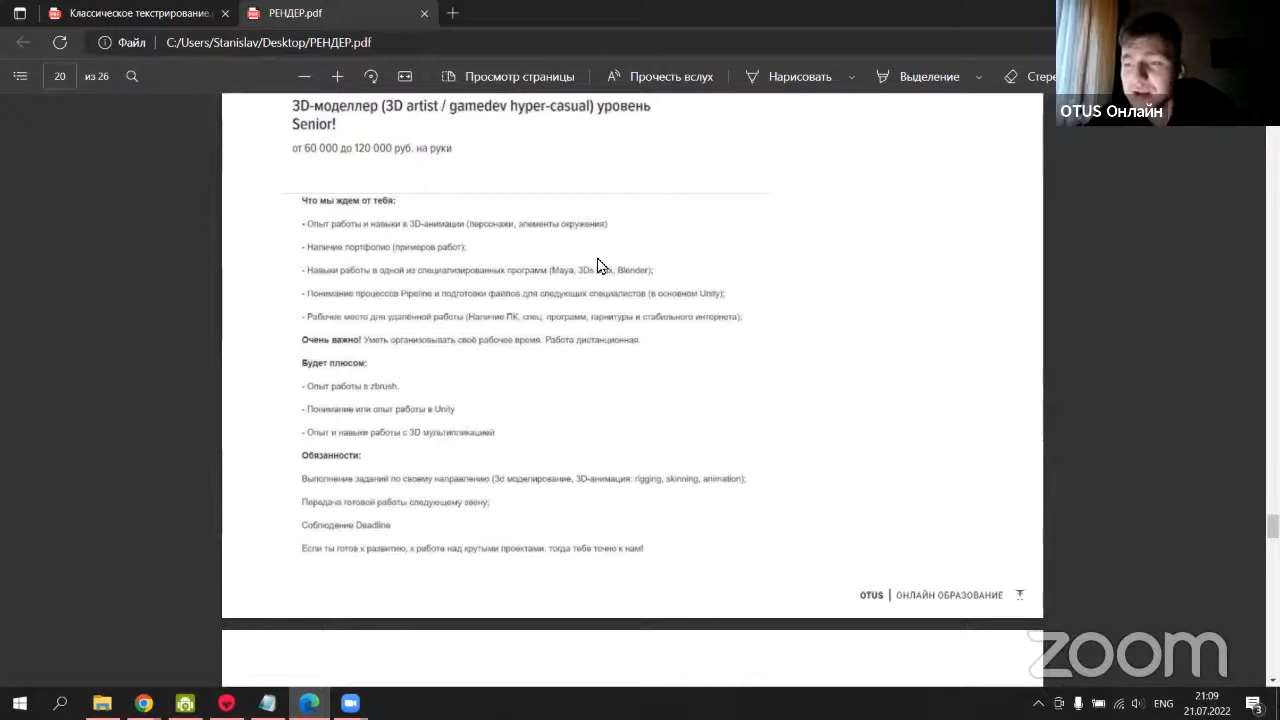 Техническое тестирование
РЕНДЕР.pdf
Файл
C:/Users/Stanislav/Desktop/РЕНДЕР.pdf
20
из 26
Просмотр страницы
Прочитать вслух
Нарисовать
Выделение
Стере
OTUS Онлайн
3D-моделлер (3D artist / gamedev hyper-casual) уровень
Senior!
от 60 000 до 120 000 руб. на руки
Что мы ждем от тебя:
- Опыт работы и навыки в 3D-анимации (персонажи, элементы окружения)
- Наличие портфолио (примеров работ);
- Навыки работы в одной из специализированных программ (Maya, 3Ds Blender);
- Понимание процессов Pipeline и подготовки файлов для следующих специалистов (в основном Unity);
- Рабочее место для удалённой работы (Наличие ПК, спец. программ, гарнитуры и стабильного интернета);
Очень важно! Уметь организовывать своё рабочее время. Работа дистанционная.
Будет плюсом:
- Опыт работы в zbrush.
- Понимание или опыт работы в Unity
- Опыт и навыки работы с 3D мультипликацией
Обязанности:
Выполнение заданий по своему направлению (3d моделирование, 3D-анимация: rigging, skinning, animation);
Передача готовой работы следующему звену;
Соблюдение Deadline
Если ты готов к развитию, к работе над крутыми проектами, тогда тебе точно к нам!
OTUS | ОНЛАЙН ОБРАЗОВАНИЕ
zoom
ENG
21:09
21.07.2022
3